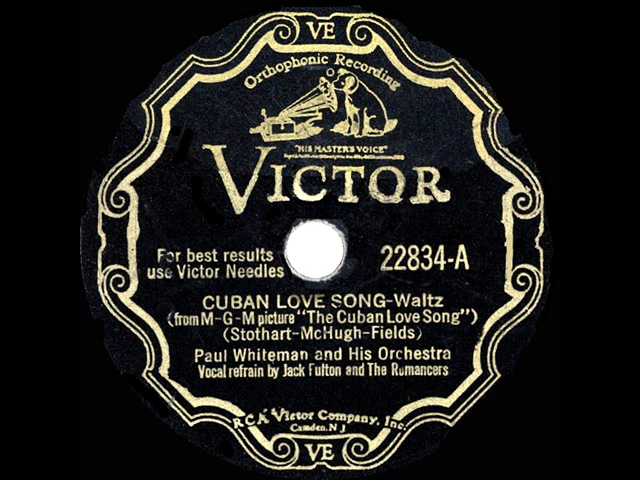 VE
Orthophonic Recording
"HIS MASTER'S VOICE"
VICTOR
For best results
use Victor Needles
22834-A
CUBAN LOVE SONG-Waltz
(from M-G-M picture "The Cuban Love Song")
(Stothart-McHugh-Fields)
Paul Whiteman and His Orchestra
Vocal refrain by Jack Fulton and The Romancers
RCA Victor Company, Inc.
Camden, N J
VE